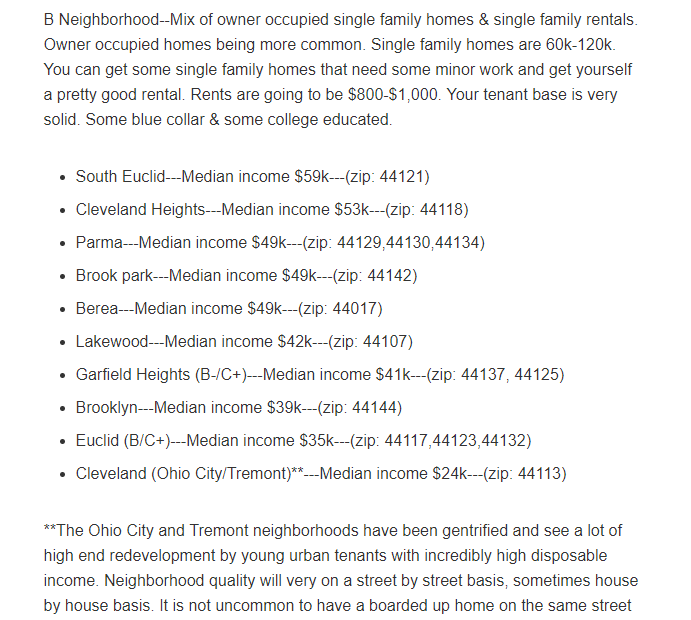 B Neighborhood--Mix of owner occupied single family homes & single family rentals.
Owner occupied homes being more common. Single family homes are 60k-120k.
You can get some single family homes that need some minor work and get yourself
a pretty good rental. Rents are going to be $800-$1,000. Your tenant base is very
solid. Some blue collar & some college educated.
• South Euclid---Median income $59k---(zip: 44121)
• Cleveland Heights---Median income $53k---(zip: 44118)
• Parma---Median income $49k---(zip: 44129,44130,44134)
• Brook park---Median income $49k---(zip: 44142)
• Berea---Median income $49k---(zip: 44017)
• Lakewood---Median income $42k---(zip: 44107)
• Garfield Heights (B-/C+)---Median income $41k---(zip: 44137, 44125)
• Brooklyn---Median income $39k---(zip: 44144)
• Euclid (B/C+)---Median income $35k---(zip: 44117,44123,44132)
• Cleveland (Ohio City/Tremont)**---Median income $24k---(zip: 44113)
**The Ohio City and Tremont neighborhoods have been gentrified and see a lot of
high end redevelopment by young urban tenants with incredibly high disposable
income. Neighborhood quality will very on a street by street basis, sometimes house
by house basis. It is not uncommon to have a boarded up home on the same street